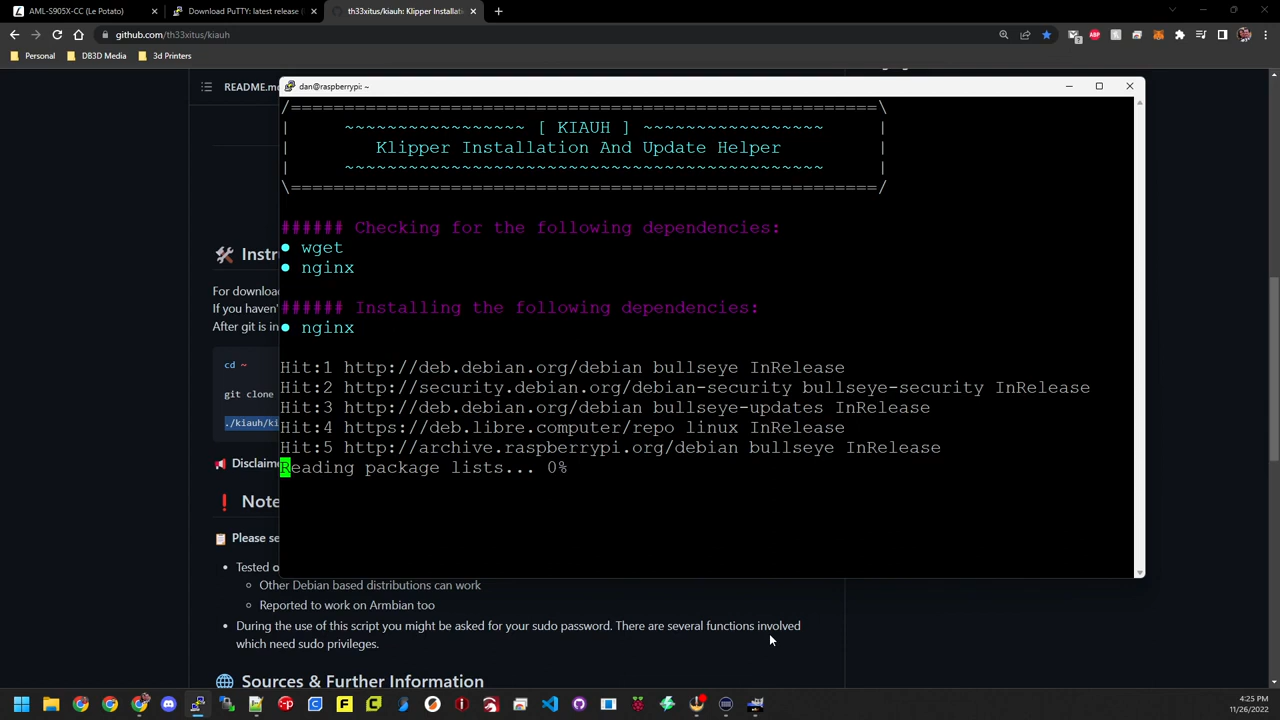 AML-S905X-CC (Le Potato)
Download PuTTY: latest release (
th33xitus/kiauh: Klipper Installat
github.com/th33xitus/kiauh
Personal
DB3D Media
3d Printers
README.m
dan@raspberrypi: ~
/=======================================================\
| ~~~~~~~~~~~~~~~~~ [ KIAUH ] ~~~~~~~~~~~~~~~~~ |
| Klipper Installation And Update Helper |
| ~~~~~~~~~~~~~~~~~~~~~~~~~~~~~~~~~~~~~~~~~~~~~ |
\=======================================================/
###### Checking for the following dependencies:
● wget
● nginx
###### Installing the following dependencies:
● nginx
Hit:1 http://deb.debian.org/debian bullseye InRelease
Hit:2 http://security.debian.org/debian-security bullseye-security InRelease
Hit:3 http://deb.debian.org/debian bullseye-updates InRelease
Hit:4 https://deb.libre.computer/repo linux InRelease
Hit:5 http://archive.raspberrypi.org/debian bullseye InRelease
Reading package lists... 0%
Instr
For downloa
If you haven'
After git is in
cd ~
git clone
./kiauh/ki
Disclaime
Note
Please se
Tested o
Other Debian based distributions can work
Reported to work on Armbian too
During the use of this script you might be asked for your sudo password. There are several functions involved
which need sudo privileges.
Sources & Further Information
4:25 PM
11/26/2022